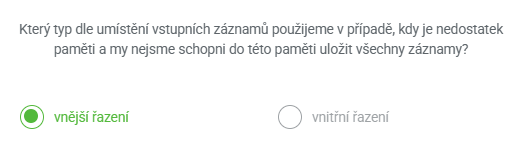 Který typ dle umístění vstupních záznamů použijeme v případě, kdy je nedostatek
paměti a my nejsme schopni do této paměti uložit všechny záznamy?
vnější řazení
vnitřní řazení